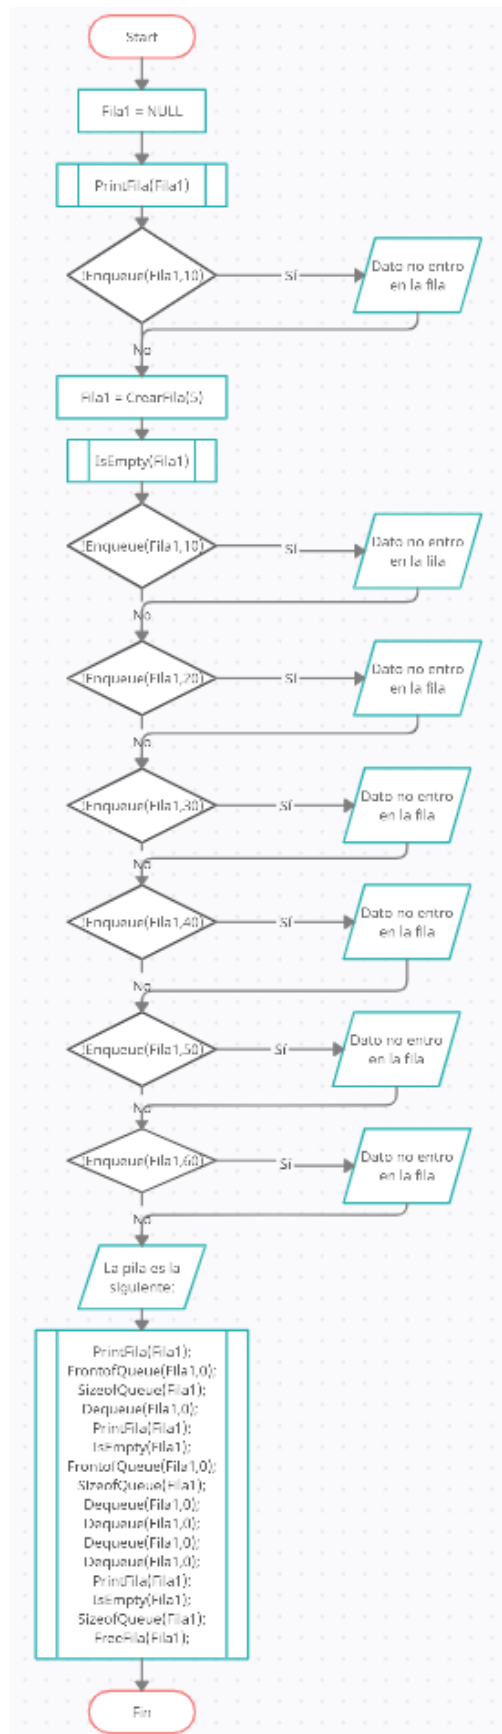 Start
Fila1 = NULL
PrintFila(Fila1)
!Enqueue(Fila1,10)
Sí
Dato no entro
en la fila
No
Fila1 = CrearFila(5)
IsEmpty(Fila1)
!Enqueue(Fila1,10)
Sí
Dato no entro
en la fila
No
!Enqueue(Fila1,20)
Sí
Dato no entro
en la fila
No
!Enqueue(Fila1,30)
Sí
Dato no entro
en la fila
No
!Enqueue(Fila1,40)
Sí
Dato no entro
en la fila
No
!Enqueue(Fila1,50)
Sí
Dato no entro
en la fila
No
!Enqueue(Fila1,60)
Sí
Dato no entro
en la fila
No
La pila es la
siguiente:
PrintFila(Fila1);
FrontofQueue(Fila1,0);
SizeofQueue(Fila1);
Dequeue(Fila1,0);
PrintFila(Fila1);
IsEmpty(Fila1);
FrontofQueue(Fila1,0);
SizeofQueue(Fila1);
Dequeue(Fila1,0);
Dequeue(Fila1,0);
Dequeue(Fila1,0);
Dequeue(Fila1,0);
PrintFila(Fila1);
IsEmpty(Fila1);
SizeofQueue(Fila1);
FreeFila(Fila1);
Fin